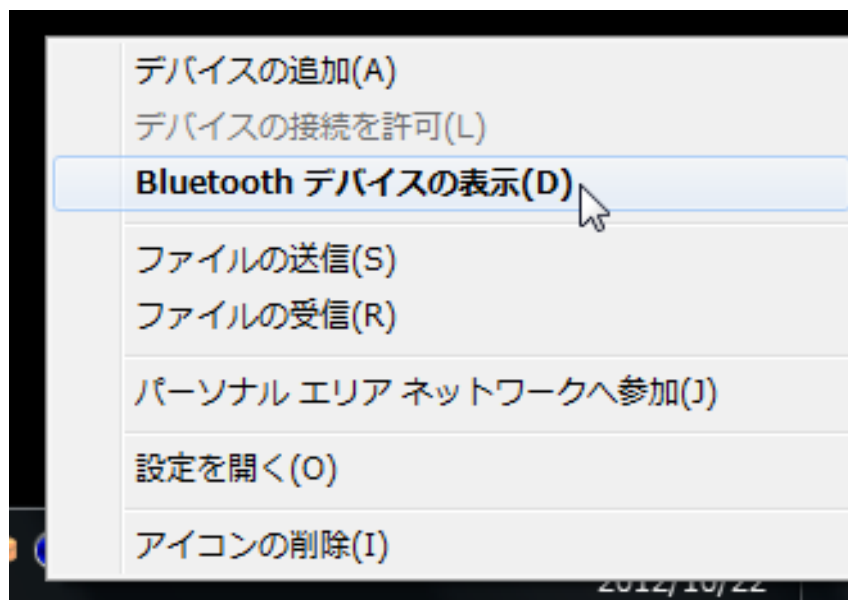 デバイスの追加(A)
デバイスの接続を許可(L)
Bluetooth デバイスの表示(D)
ファイルの送信(S)
ファイルの受信(R)
パーソナル エリア ネットワークへ参加(J)
設定を開く(O)
アイコンの削除(I)
2012/10/22